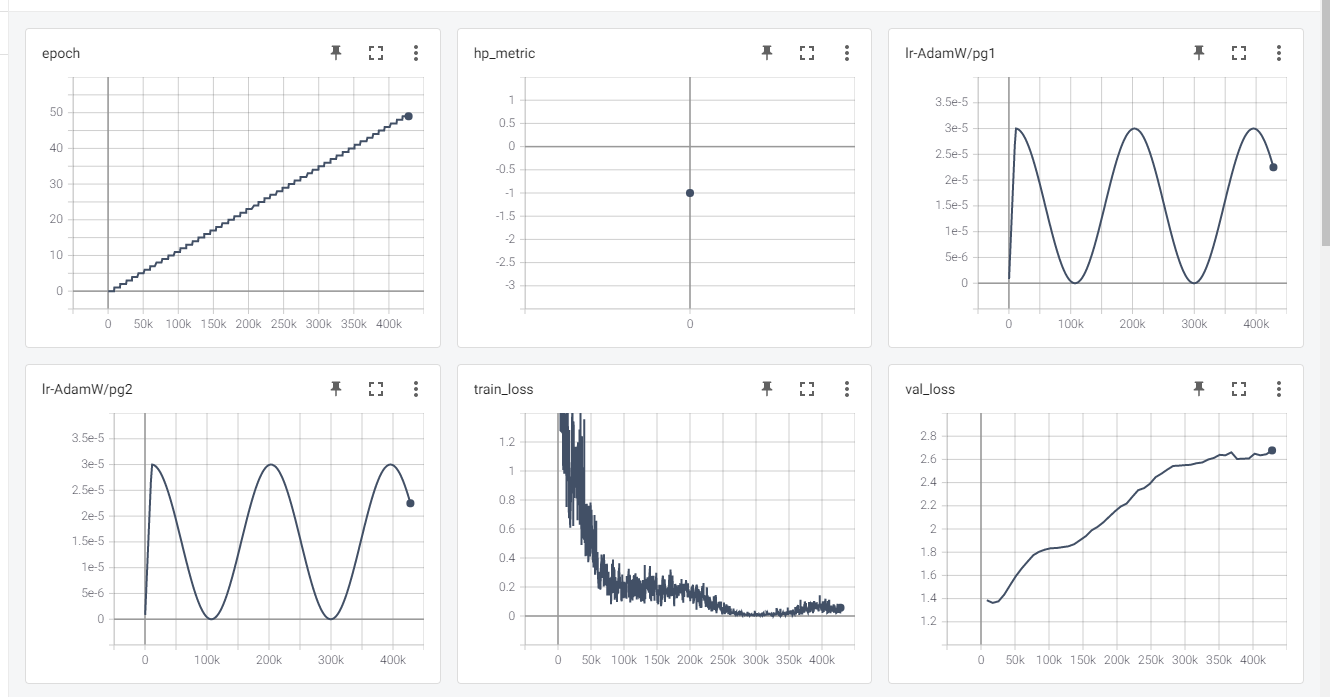 epoch
50
40
30
20
10
0
0 50k 100k 150k 200k 250k 300k 350k 400k
hp_metric
1
0.5
0
-0.5
-1
-1.5
-2
-2.5
-3
0
lr-AdamW/pg1
3.5e-5
3e-5
2.5e-5
2e-5
1.5e-5
1e-5
5e-6
0
0 100k 200k 300k 400k
lr-AdamW/pg2
3.5e-5
3e-5
2.5e-5
2e-5
1.5e-5
1e-5
5e-6
0
0 100k 200k 300k 400k
train_loss
1.2
1
0.8
0.6
0.4
0.2
0
0 50k 100k 150k 200k 250k 300k 350k 400k
val_loss
2.8
2.6
2.4
2.2
2
1.8
1.6
1.4
1.2
0 50k 100k 150k 200k 250k 300k 350k 400k